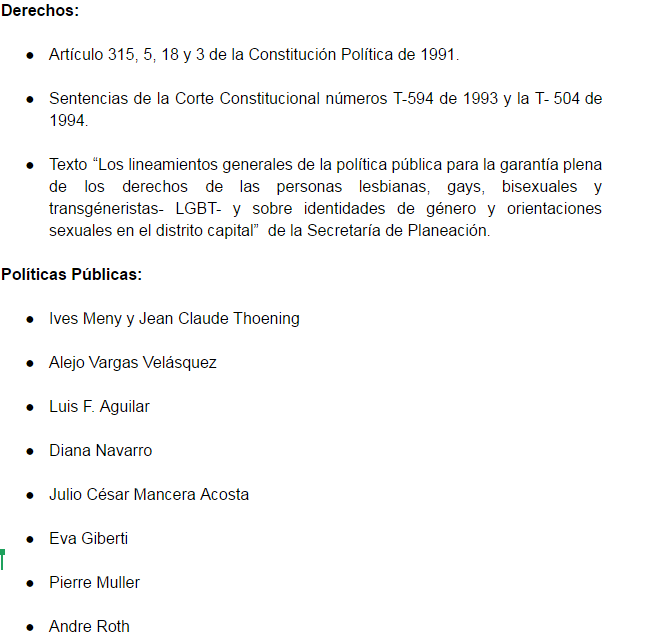 Derechos:
● Artículo 315, 5, 18 y 3 de la Constitución Política de 1991.
● Sentencias de la Corte Constitucional números T-594 de 1993 y la T- 504 de
1994.
● Texto “Los lineamientos generales de la política pública para la garantía plena
de los derechos de las personas lesbianas, gays, bisexuales y
transgéneristas- LGBT- y sobre identidades de género y orientaciones
sexuales en el distrito capital” de la Secretaría de Planeación.
Políticas Públicas:
● Ives Meny y Jean Claude Thoening
● Alejo Vargas Velásquez
● Luis F. Aguilar
● Diana Navarro
● Julio César Mancera Acosta
● Eva Giberti
● Pierre Muller
● Andre Roth